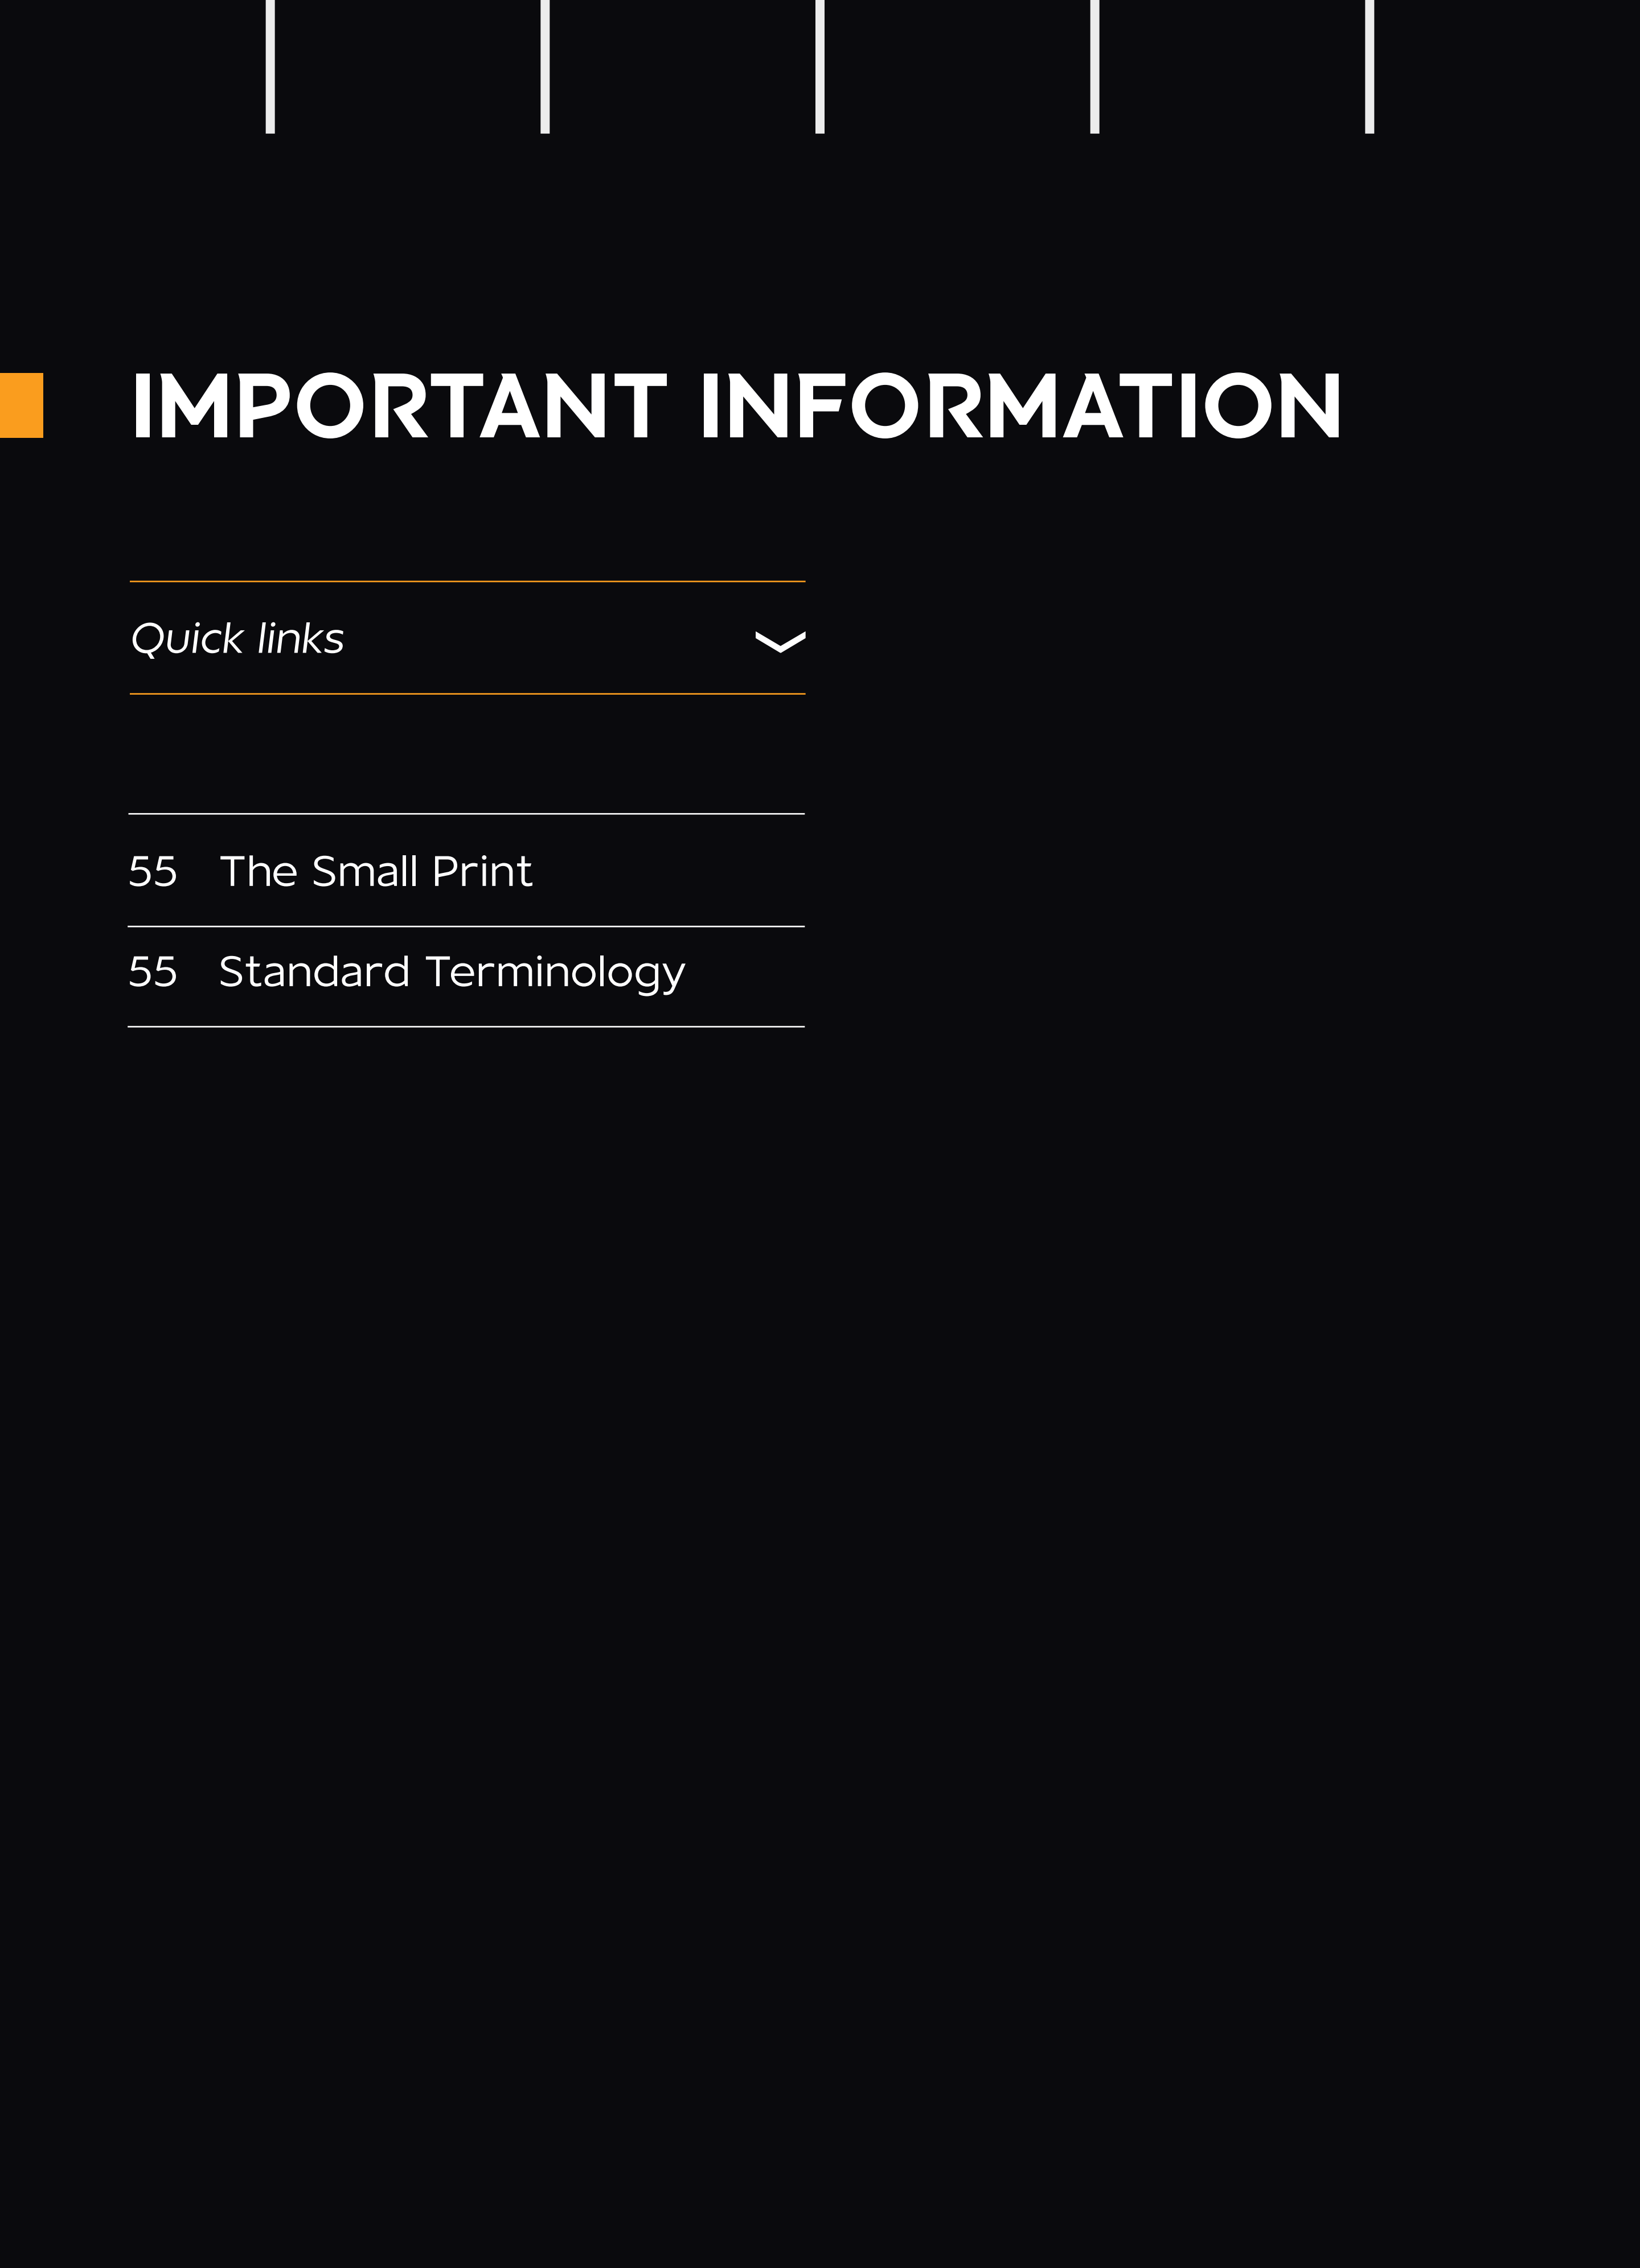 IMPORTANT INFORMATION
Quick links
55 The Small Print
55 Standard Terminology